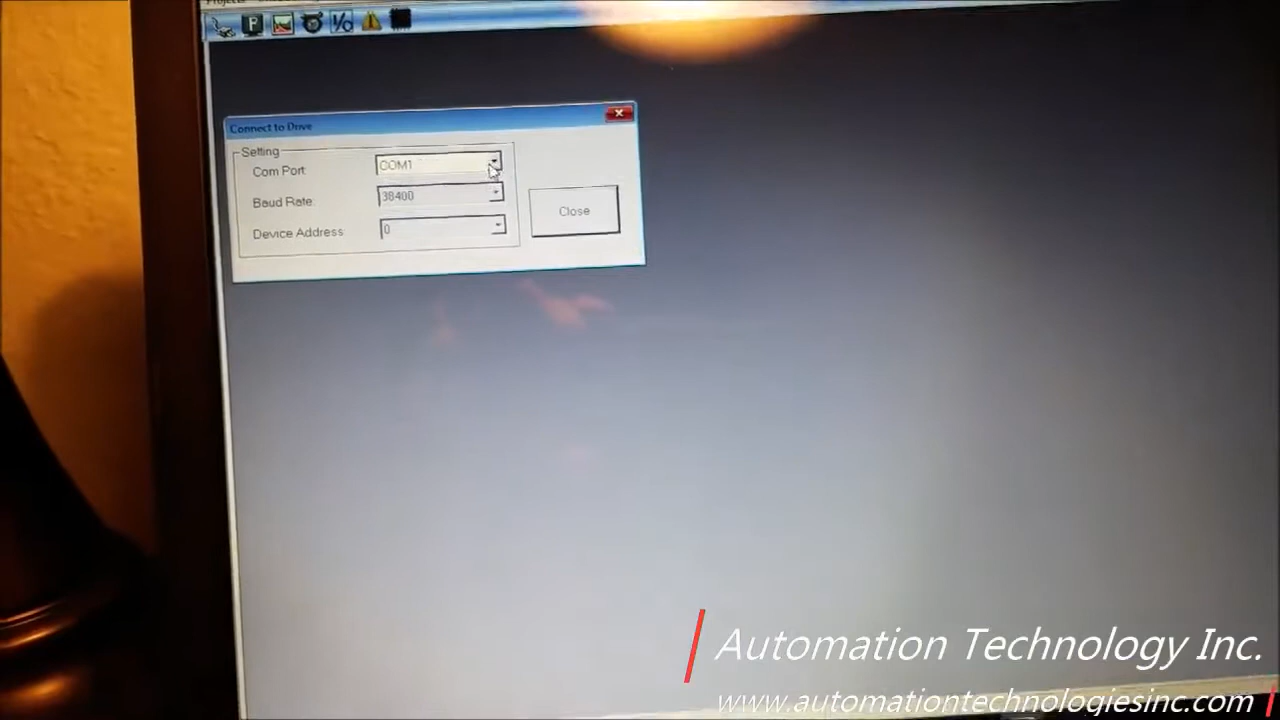 Projects
P
I/O
Connect to Drive
Setting
Com Port: COM1
Baud Rate: 38400
Close
Device Address: 0
Automation Technology Inc.
www.automationtechnologiesinc.com